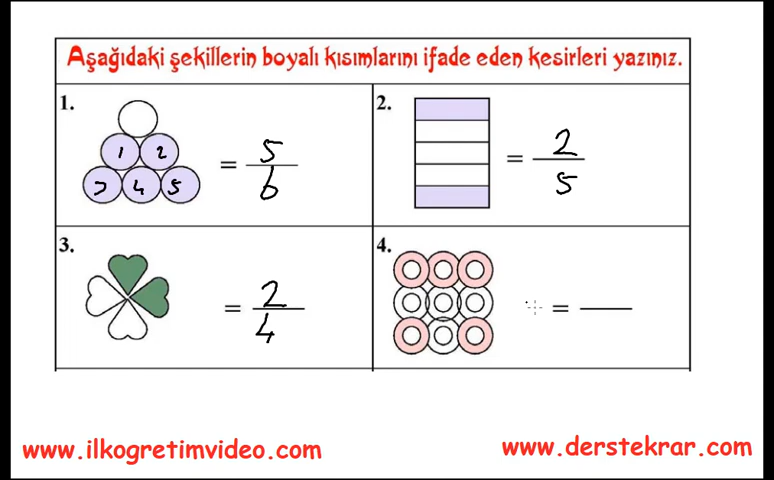 Aşağıdaki şekillerin boyalı kısımlarını ifade eden kesirleri yazınız.
1.
1 2
3 4 5
= 5/6
2.
= 2/5
3.
= 2/4
4.
= —
www.ilkogretimvideo.com
www.derstekrar.com